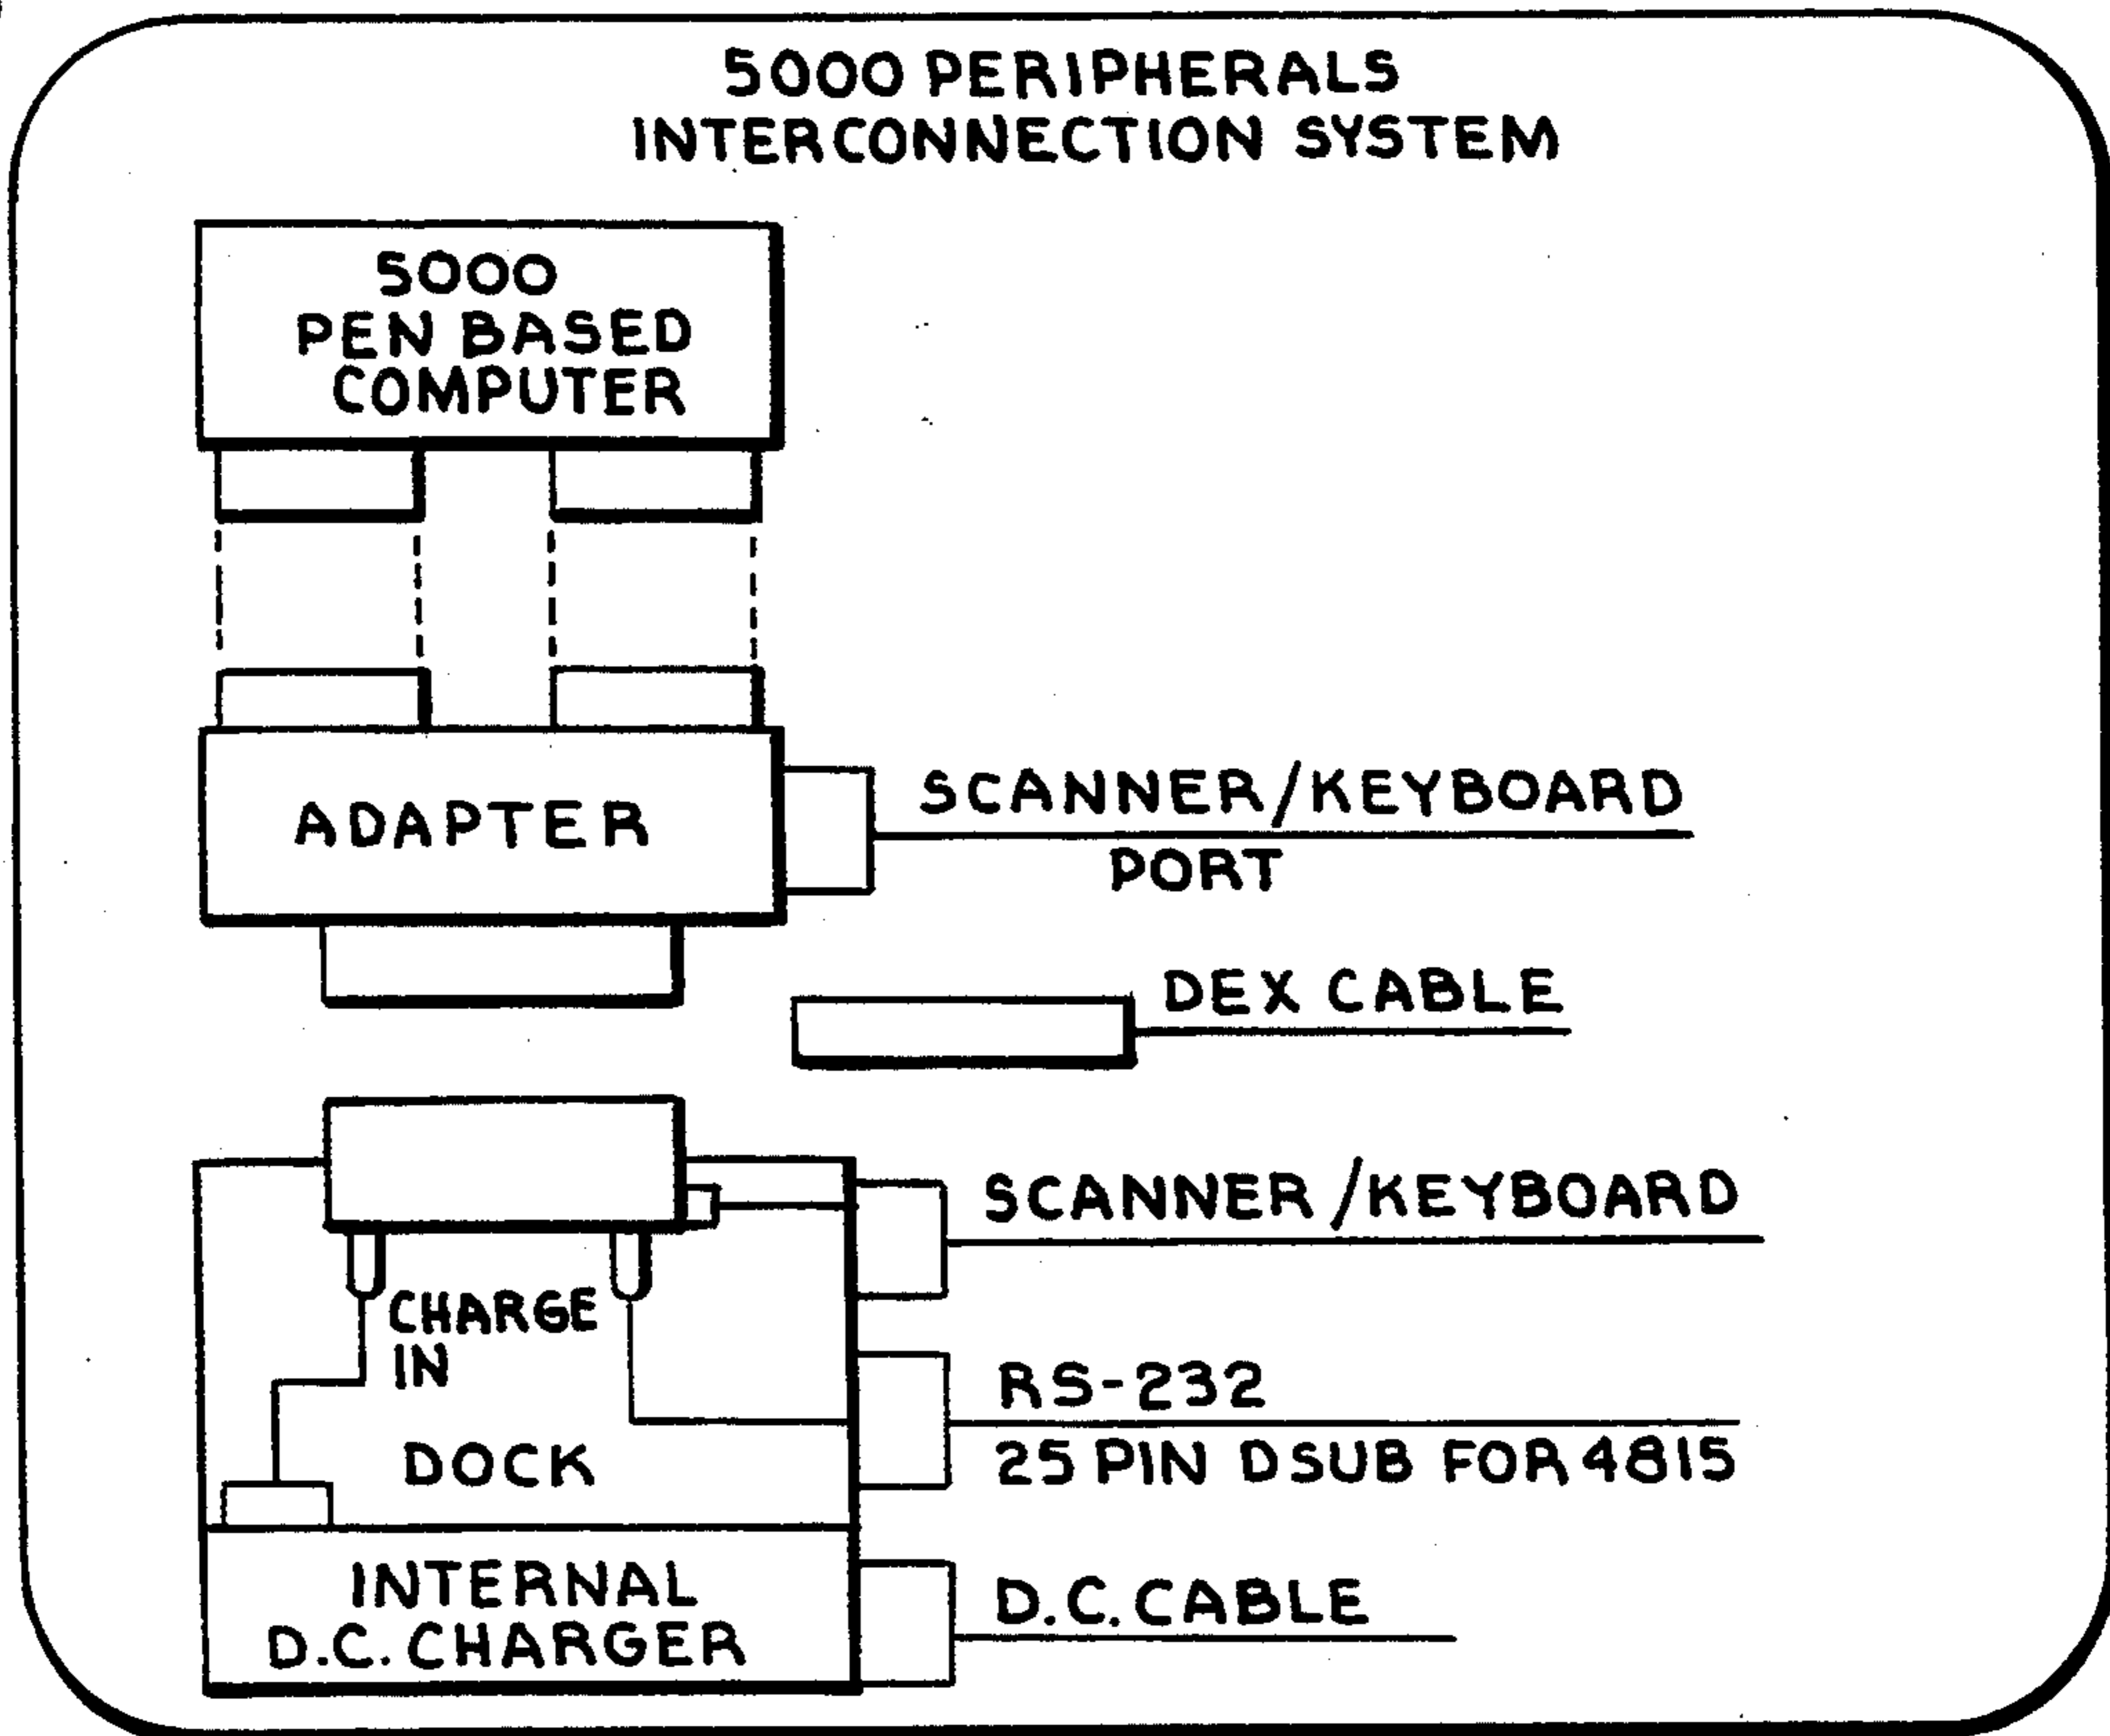 5000 PERIPHERALS
INTERCONNECTION SYSTEM
5000
PEN BASED
COMPUTER
ADAPTER
SCANNER/KEYBOARD
PORT
DEX CABLE
SCANNER/KEYBOARD
CHARGE
IN
RS-232
25 PIN DSUB FOR 4815
DOCK
INTERNAL
D.C. CHARGER
D.C. CABLE